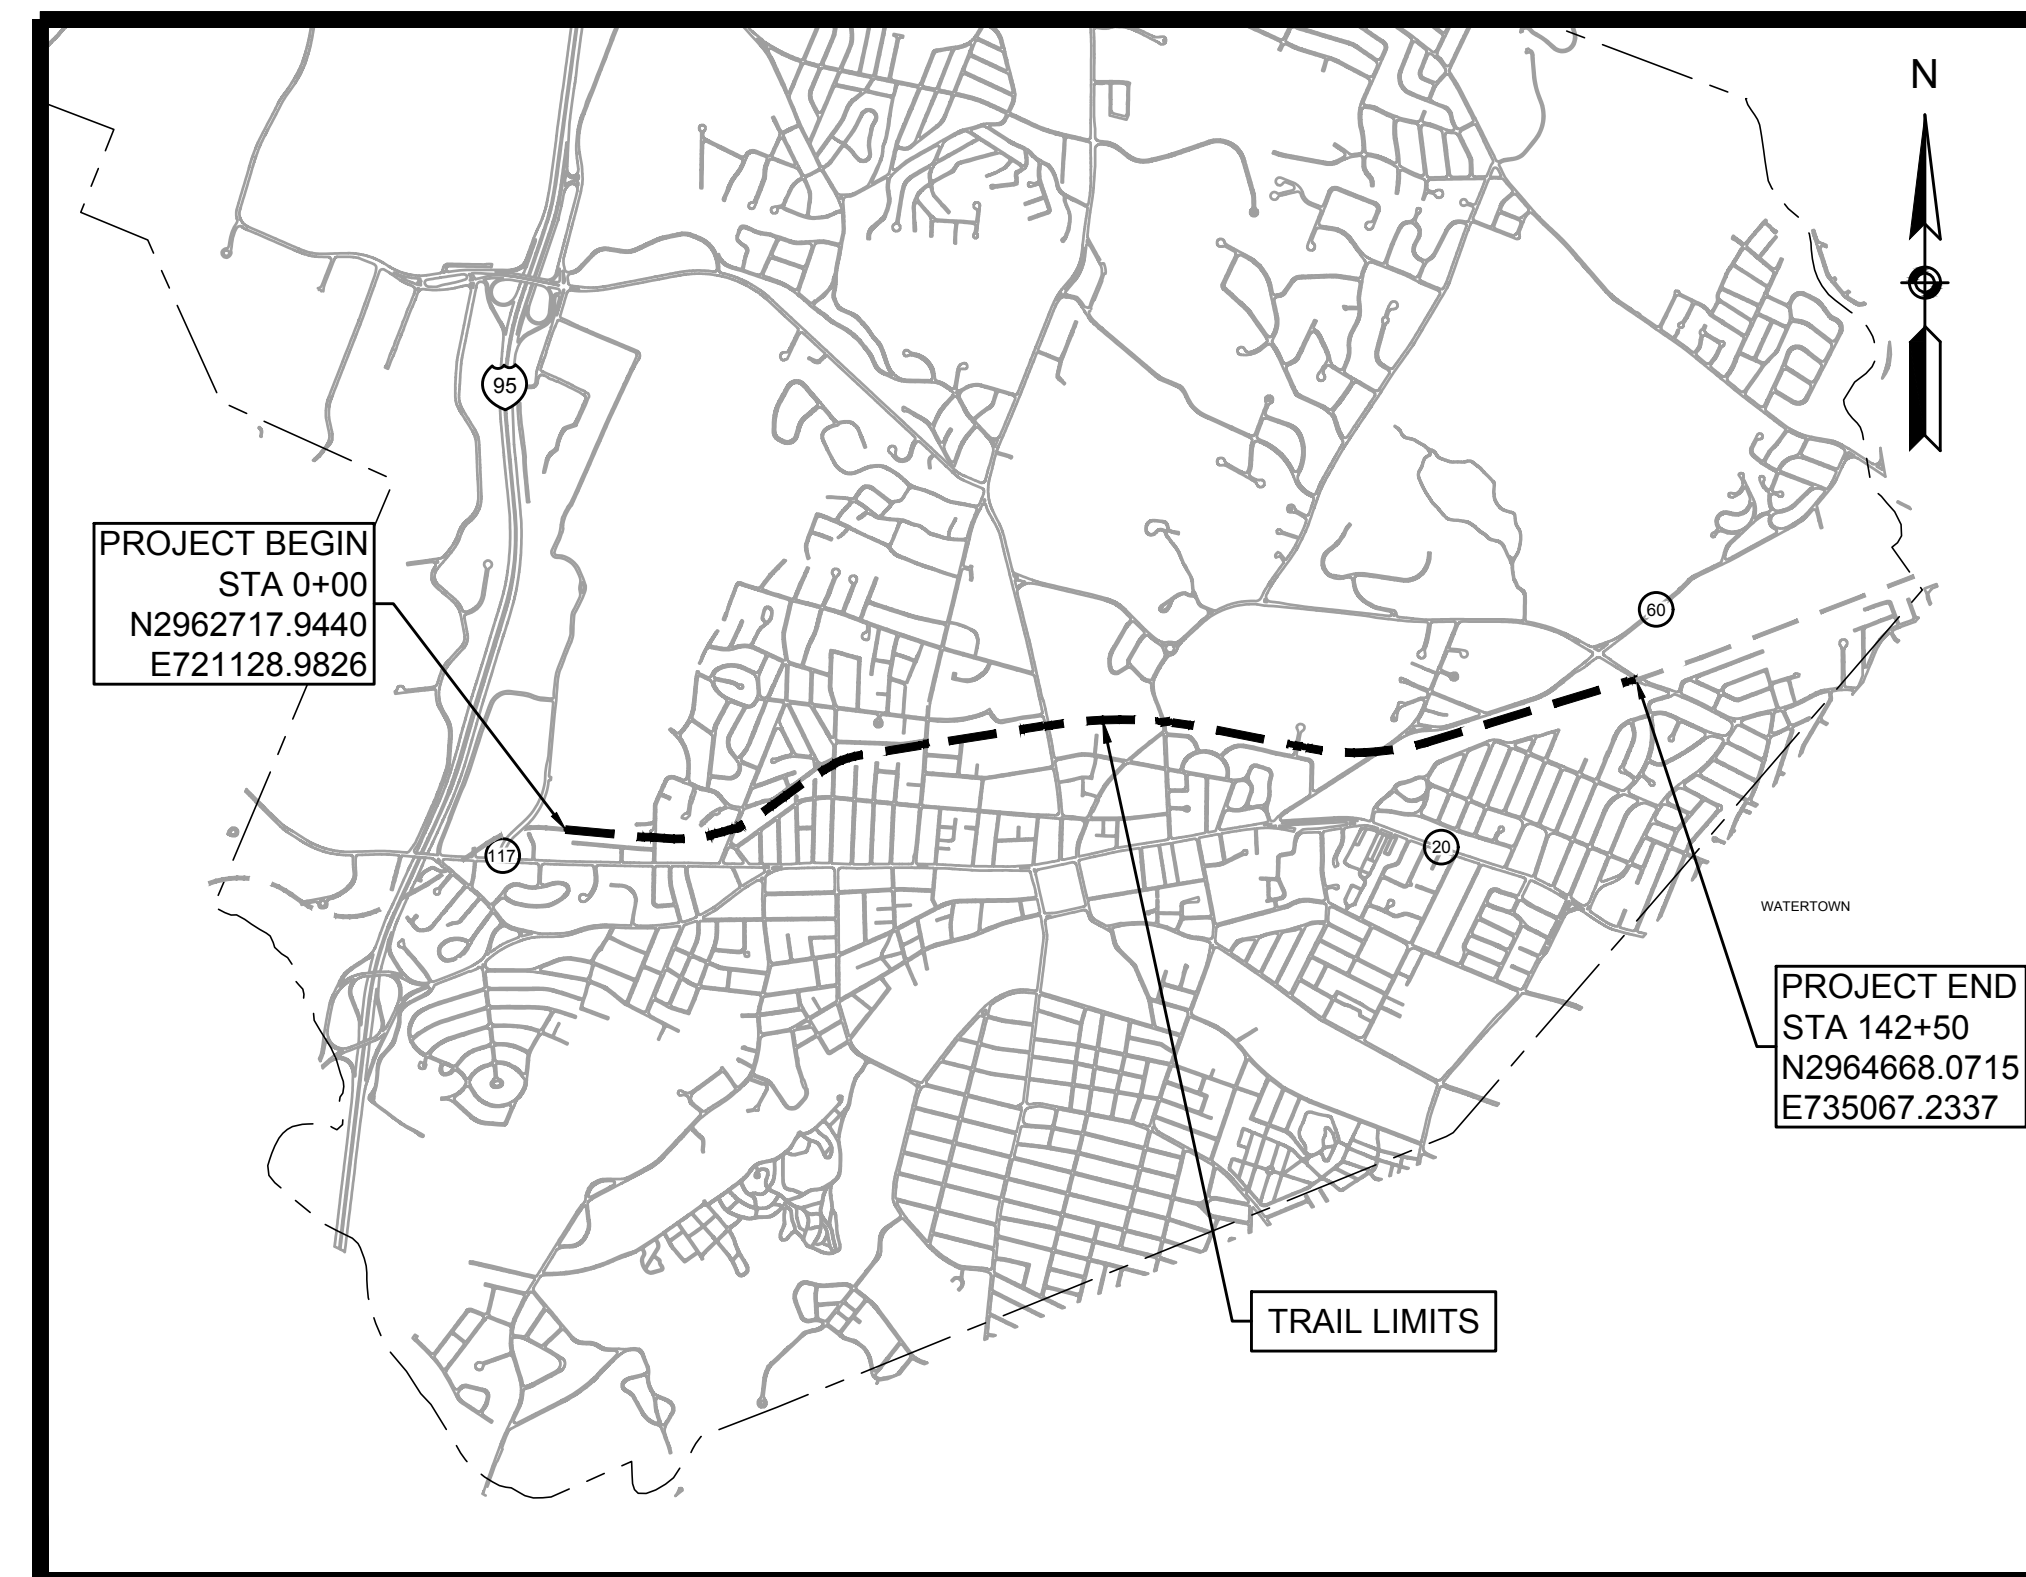 N
95
PROJECT BEGIN
STA 0+00
N2962717.9440
E721128.9826
60
117
20
WATERTOWN
PROJECT END
STA 142+50
N2964668.0715
E735067.2337
TRAIL LIMITS